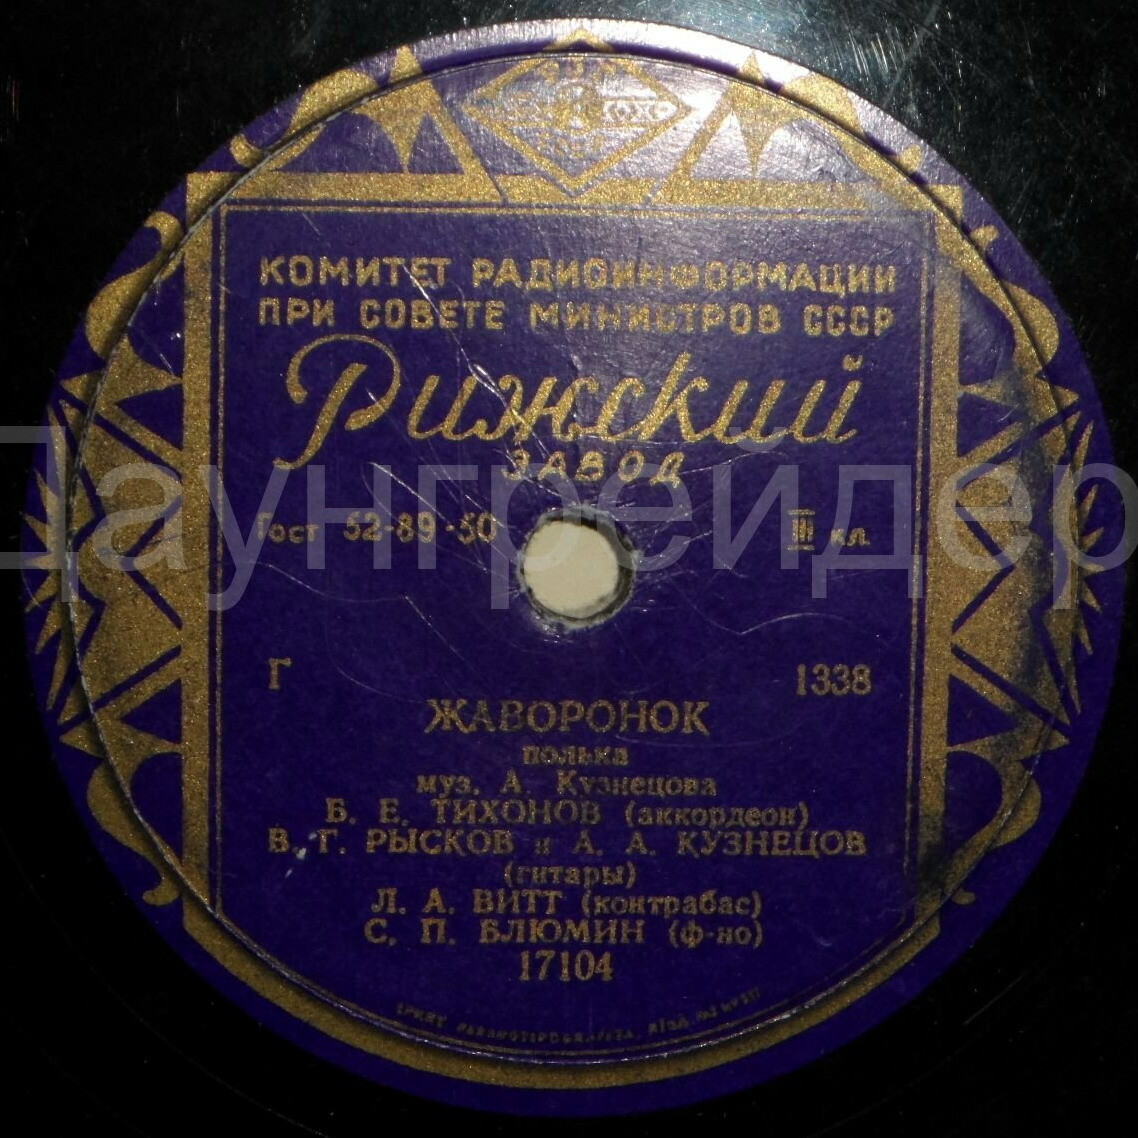 КОМИТЕТ РАДИОИНФОРМАЦИИ
ПРИ СОВЕТЕ МИНИСТРОВ СССР
Рижский
ЗАВОД
Гост 52-89-50 III кл.
Г 1338
ЖАВОРОНОК
полька
муз. А. Кузнецова
Б. Е. ТИХОНОВ (аккордеон)
В. Г. РЫСКОВ и А. А. КУЗНЕЦОВ
(гитары)
Л. А. ВИТТ (контрабас)
С. П. БЛЮМИН (ф-но)
17104
Даунгрейдер